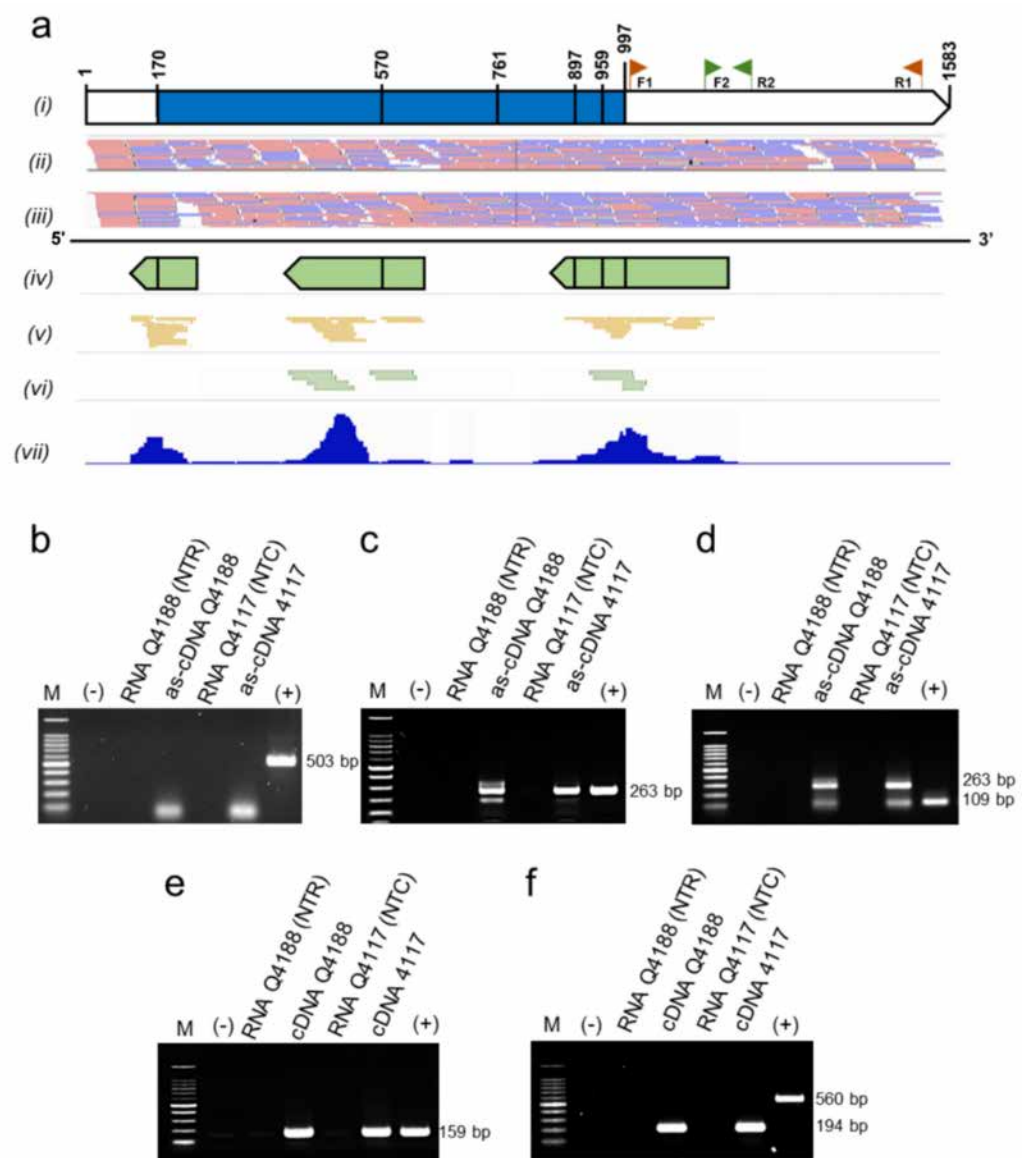 a
1
170
570
761
897
959
997
1583
F1
F2
R2
R1
(i)
(ii)
(iii)
5'
3'
(iv)
(v)
(vi)
(vii)
b
M
(-)
RNA Q4188 (NTR)
as-cDNA Q4188
RNA Q4117 (NTC)
as-cDNA 4117
(+)
503 bp
c
M
(-)
RNA Q4188 (NTR)
as-cDNA Q4188
RNA Q4117 (NTC)
as-cDNA 4117
(+)
263 bp
d
M
(-)
RNA Q4188 (NTR)
as-cDNA Q4188
RNA Q4117 (NTC)
as-cDNA 4117
(+)
263 bp
109 bp
e
M
(-)
RNA Q4188 (NTR)
cDNA Q4188
RNA Q4117 (NTC)
cDNA 4117
(+)
159 bp
f
M
(-)
RNA Q4188 (NTR)
cDNA Q4188
RNA Q4117 (NTC)
cDNA 4117
(+)
560 bp
194 bp